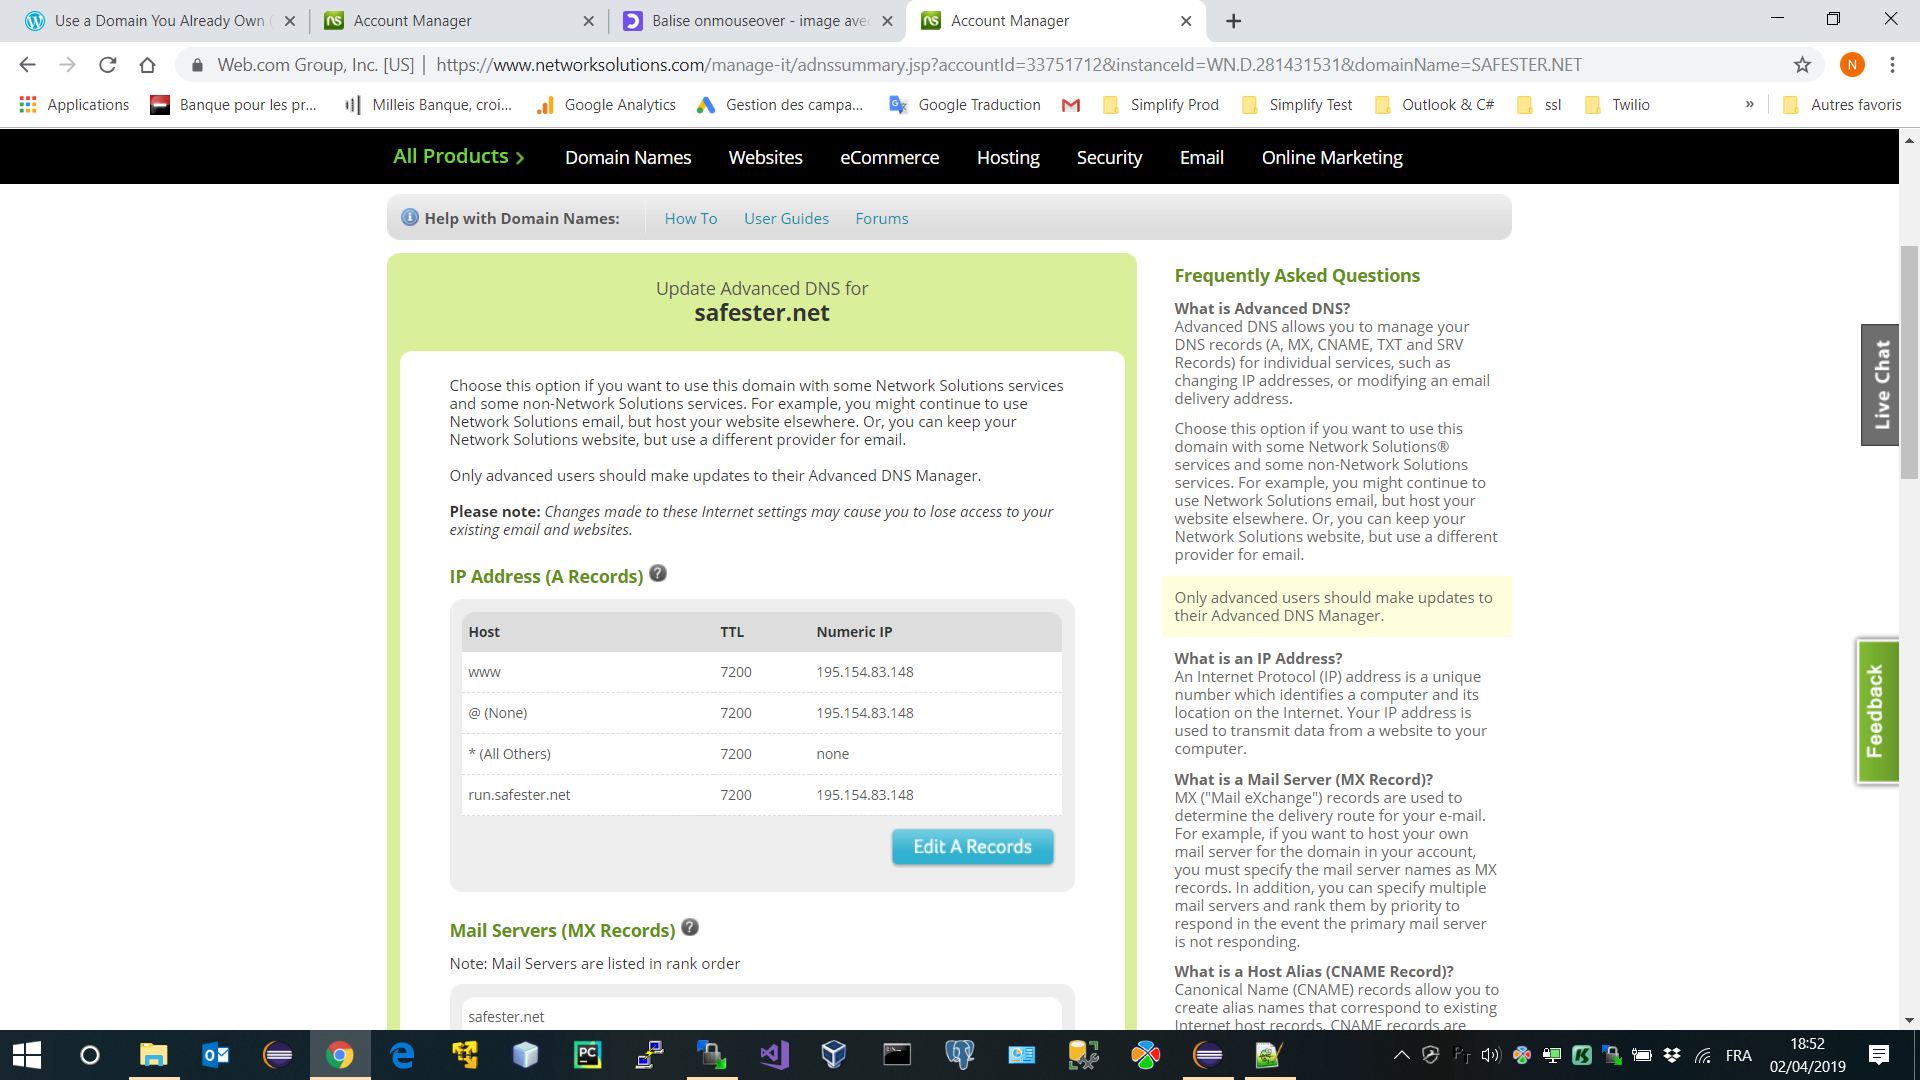 Use a Domain You Already Own
Account Manager
Balise onmouseover - image avec
Account Manager
Web.com Group, Inc. [US] | https://www.networksolutions.com/manage-it/adnssummary.jsp?accountId=33751712&instanceId=WN.D.281431531&domainName=SAFESTER.NET
N
Applications
Banque pour les pr...
Milleis Banque, croi...
Google Analytics
Gestion des campa...
Google Traduction
Simplify Prod
Simplify Test
Outlook & C#
ssl
Twilio
»
Autres favoris
All Products >
Domain Names
Websites
eCommerce
Hosting
Security
Email
Online Marketing
Help with Domain Names:
How To
User Guides
Forums
Update Advanced DNS for
safester.net
Choose this option if you want to use this domain with some Network Solutions services
and some non-Network Solutions services. For example, you might continue to use
Network Solutions email, but host your website elsewhere. Or, you can keep your
Network Solutions website, but use a different provider for email.
Only advanced users should make updates to their Advanced DNS Manager.
Please note: Changes made to these Internet settings may cause you to lose access to your
existing email and websites.
IP Address (A Records) ?
Host TTL Numeric IP
www 7200 195.154.83.148
@ (None) 7200 195.154.83.148
* (All Others) 7200 none
run.safester.net 7200 195.154.83.148
Edit A Records
Mail Servers (MX Records) ?
Note: Mail Servers are listed in rank order
safester.net
Frequently Asked Questions
What is Advanced DNS?
Advanced DNS allows you to manage your
DNS records (A, MX, CNAME, TXT and SRV
Records) for individual services, such as
changing IP addresses, or modifying an email
delivery address.
Choose this option if you want to use this
domain with some Network Solutions®
services and some non-Network Solutions
services. For example, you might continue to
use Network Solutions email, but host your
website elsewhere. Or, you can keep your
Network Solutions website, but use a different
provider for email.
Only advanced users should make updates to
their Advanced DNS Manager.
What is an IP Address?
An Internet Protocol (IP) address is a unique
number which identifies a computer and its
location on the Internet. Your IP address is
used to transmit data from a website to your
computer.
What is a Mail Server (MX Record)?
MX ("Mail eXchange") records are used to
determine the delivery route for your e-mail.
For example, if you want to host your own
mail server for the domain in your account,
you must specify the mail server names as MX
records. In addition, you can specify multiple
mail servers and rank them by priority to
respond in the event the primary mail server
is not responding.
What is a Host Alias (CNAME Record)?
Canonical Name (CNAME) records allow you to
create alias names that correspond to existing
Internet host records. CNAME records are
Live Chat
Feedback
FRA
18:52
02/04/2019